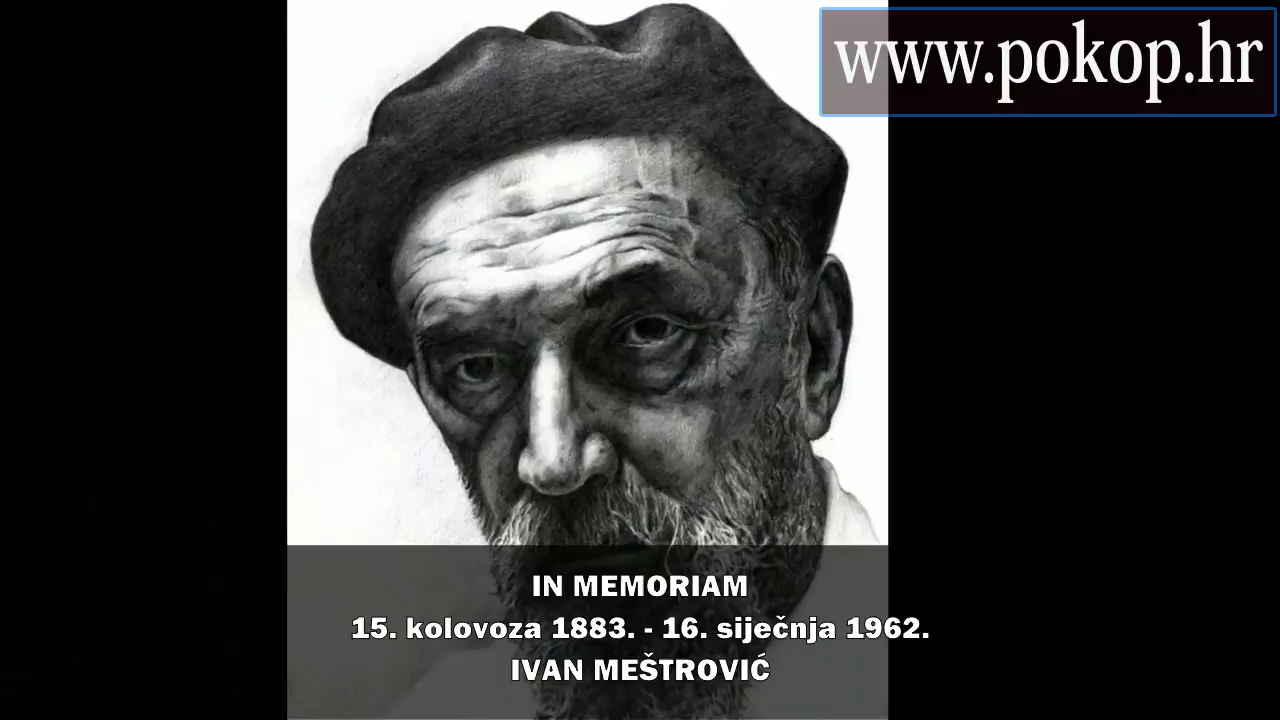 www.pokop.hr
IN MEMORIAM
15. kolovoza 1883. - 16. siječnja 1962.
IVAN MEŠTROVIĆ